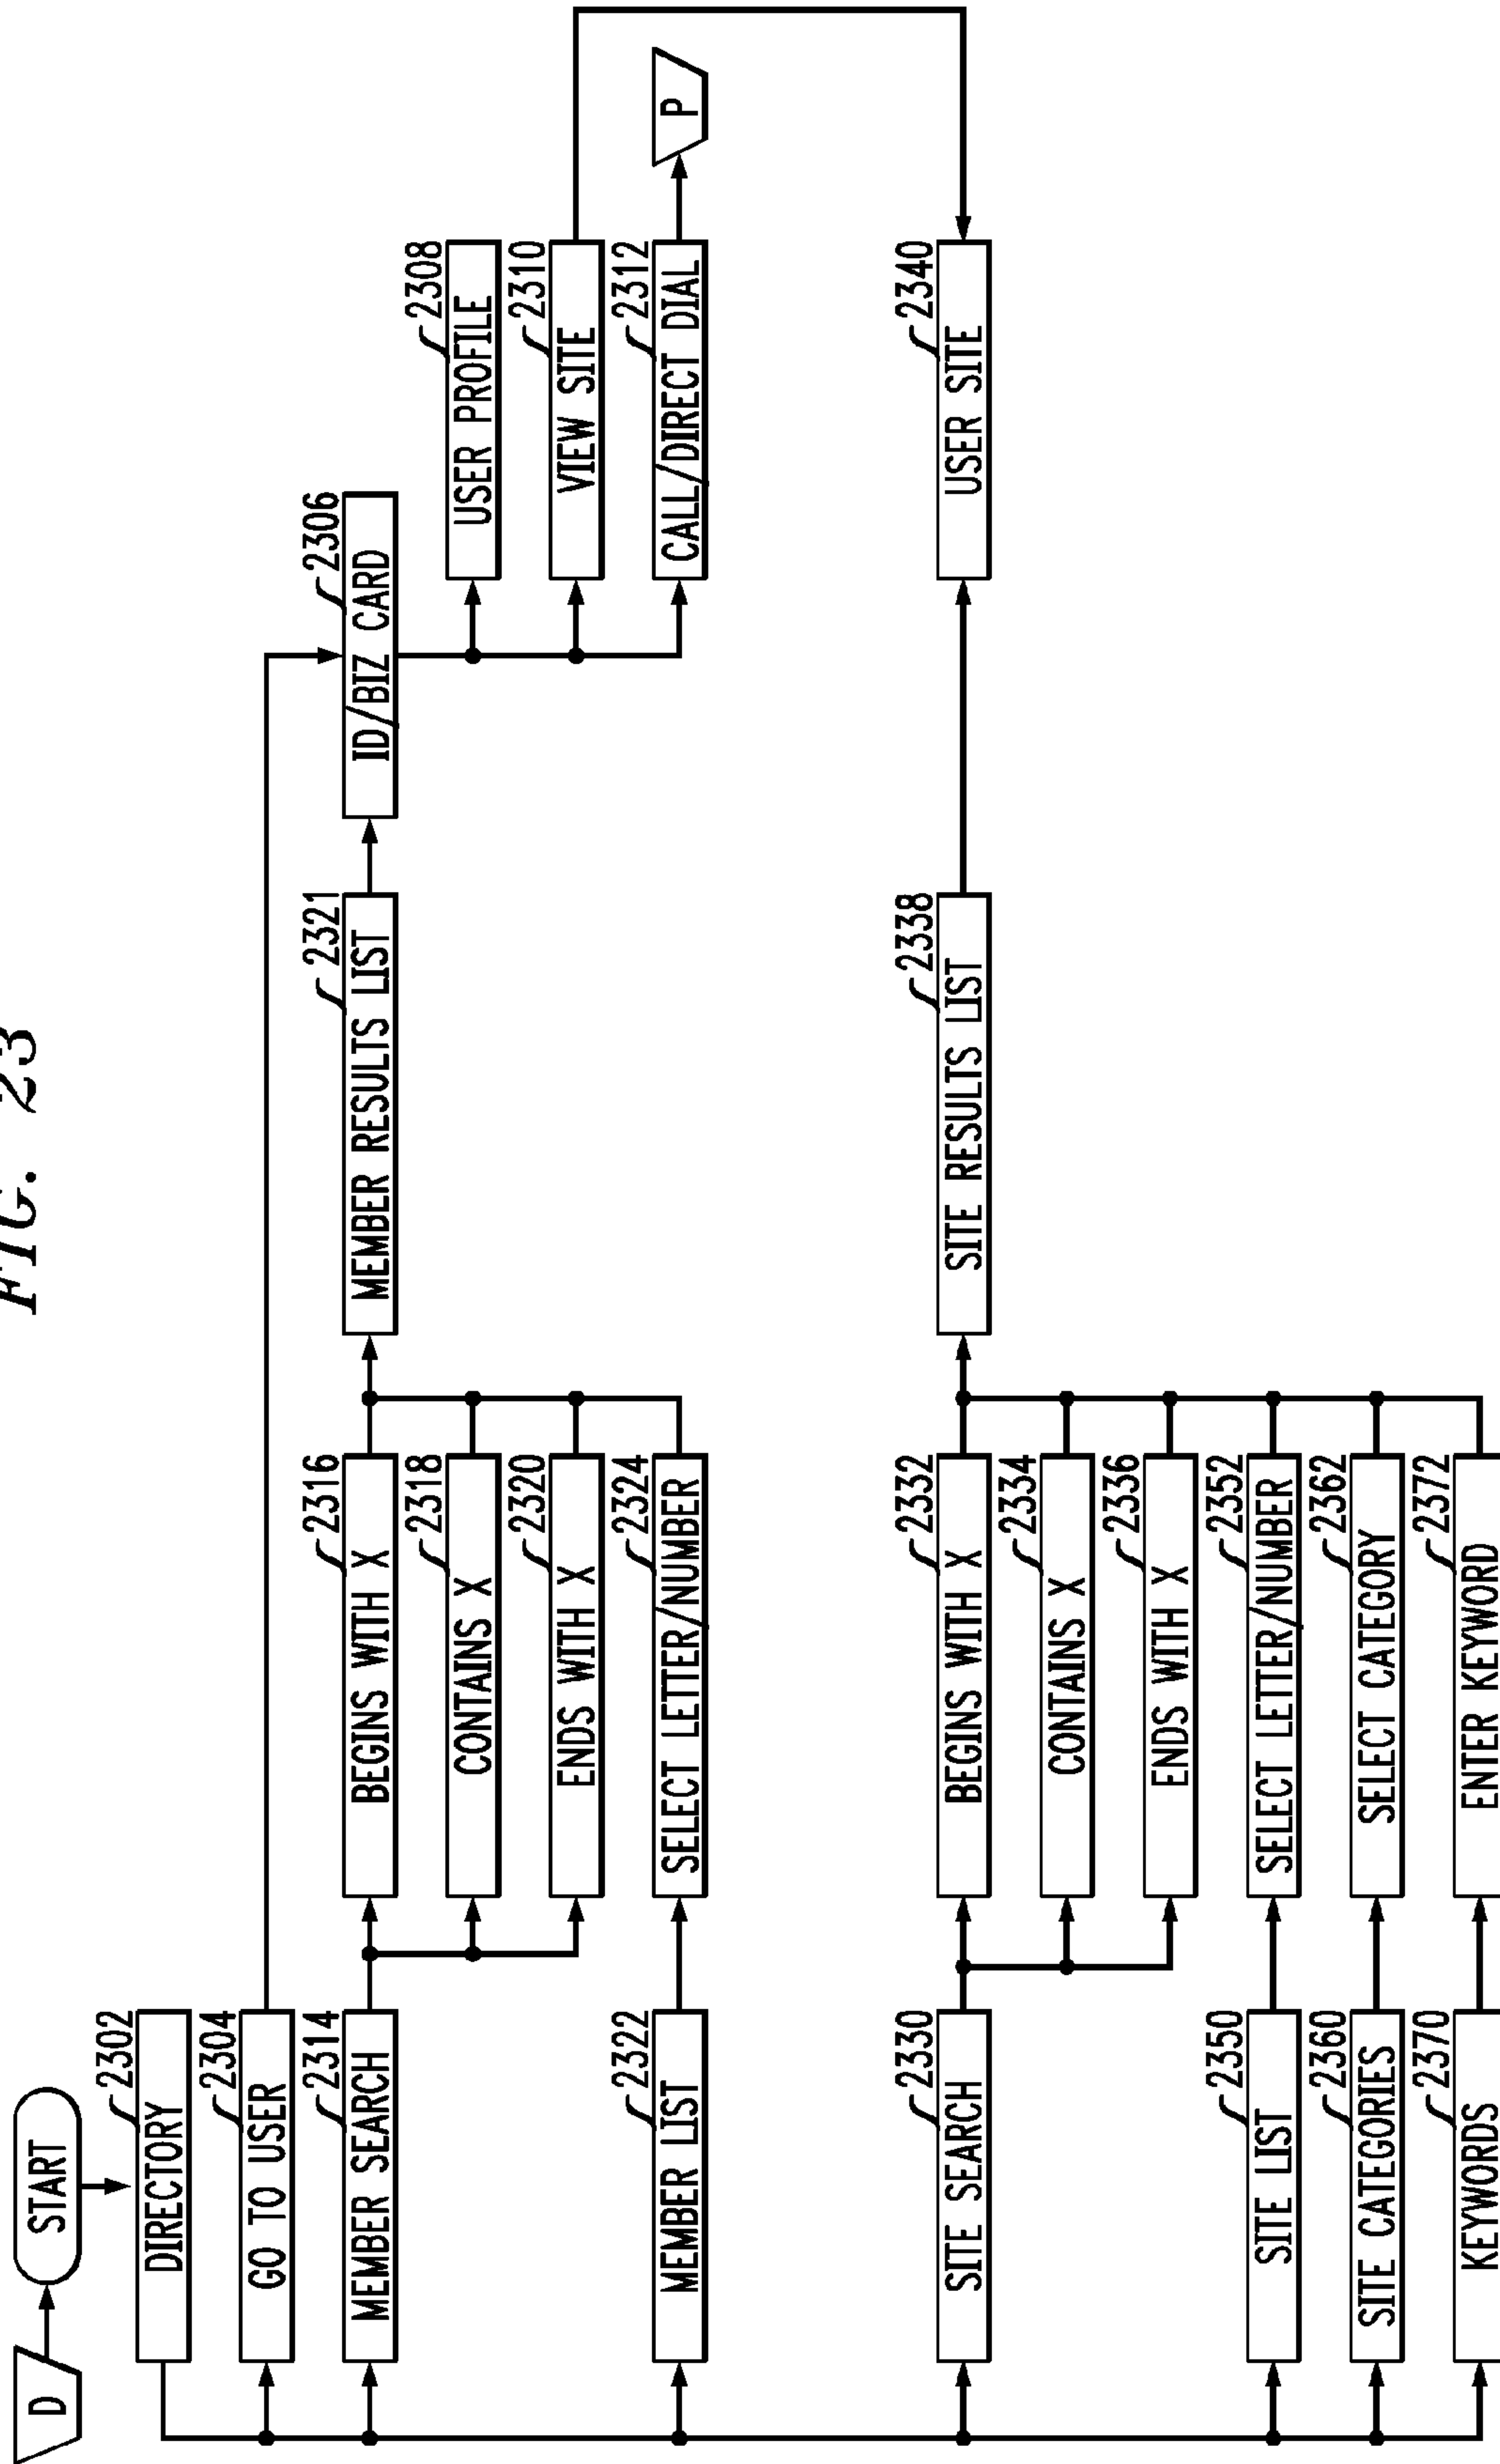 FIG. 23
D
START
2302
DIRECTORY
2304
GO TO USER
2306
ID/BIZ CARD
2314
MEMBER SEARCH
2316
BEGINS WITH X
2321
MEMBER RESULTS LIST
2318
CONTAINS X
2308
USER PROFILE
2320
ENDS WITH X
2310
VIEW SITE
2322
MEMBER LIST
2324
SELECT LETTER/NUMBER
2312
CALL/DIRECT DIAL
P
2330
SITE SEARCH
2332
BEGINS WITH X
2338
SITE RESULTS LIST
2340
USER SITE
2334
CONTAINS X
2336
ENDS WITH X
2350
SITE LIST
2352
SELECT LETTER/NUMBER
2360
SITE CATEGORIES
2362
SELECT CATEGORY
2370
KEYWORDS
2372
ENTER KEYWORD